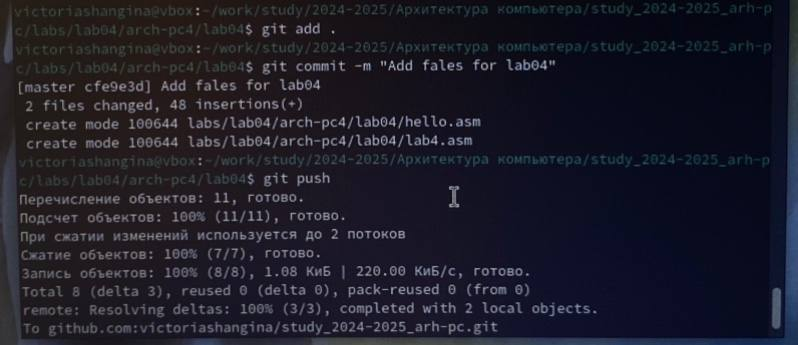 victoriashangina@vbox:~/work/study/2024-2025/Архитектура компьютера/study_2024-2025_arh-p
c/labs/lab04/arch-pc4/lab04$ git add .
victoriashangina@vbox:~/work/study/2024-2025/Архитектура компьютера/study_2024-2025_arh-p
c/labs/lab04/arch-pc4/lab04$ git commit -m "Add fales for lab04"
[master cfe9e3d] Add fales for lab04
2 files changed, 48 insertions(+)
create mode 100644 labs/lab04/arch-pc4/lab04/hello.asm
create mode 100644 labs/lab04/arch-pc4/lab04/lab4.asm
victoriashangina@vbox:~/work/study/2024-2025/Архитектура компьютера/study_2024-2025_arh-p
c/labs/lab04/arch-pc4/lab04$ git push
Перечисление объектов: 11, готово.
Подсчет объектов: 100% (11/11), готово.
При сжатии изменений используется до 2 потоков
Сжатие объектов: 100% (7/7), готово.
Запись объектов: 100% (8/8), 1.08 КиБ | 220.00 КиБ/с, готово.
Total 8 (delta 3), reused 0 (delta 0), pack-reused 0 (from 0)
remote: Resolving deltas: 100% (3/3), completed with 2 local objects.
To github.com:victoriashangina/study_2024-2025_arh-pc.git